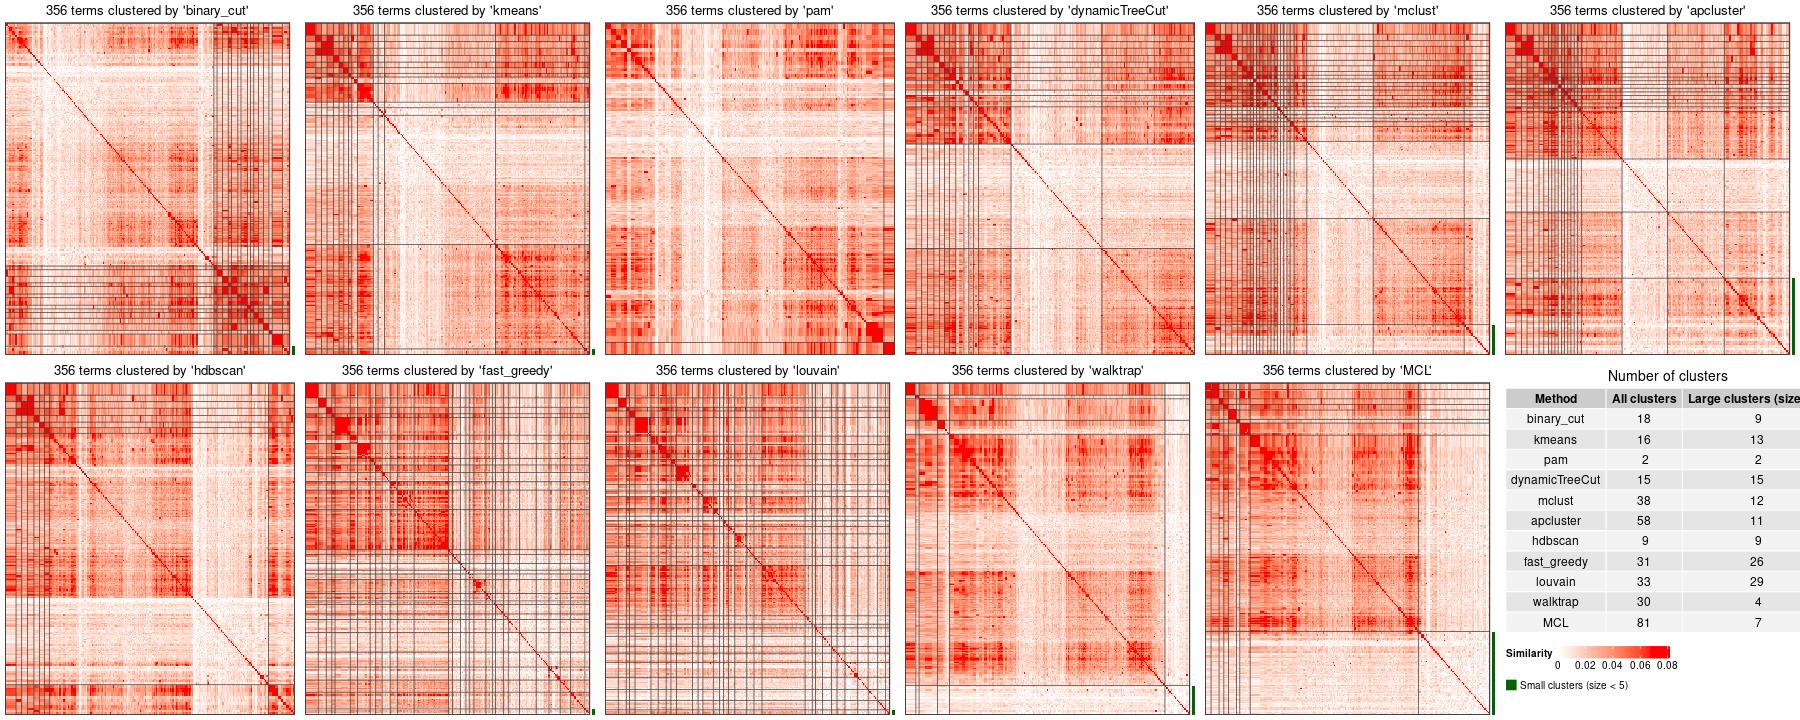 356 terms clustered by 'binary_cut'
356 terms clustered by 'kmeans'
356 terms clustered by 'pam'
356 terms clustered by 'dynamicTreeCut'
356 terms clustered by 'mclust'
356 terms clustered by 'apcluster'
356 terms clustered by 'hdbscan'
356 terms clustered by 'fast_greedy'
356 terms clustered by 'louvain'
356 terms clustered by 'walktrap'
356 terms clustered by 'MCL'
Number of clusters
Method All clusters Large clusters (size
binary_cut 18 9
kmeans 16 13
pam 2 2
dynamicTreeCut 15 15
mclust 38 12
apcluster 58 11
hdbscan 9 9
fast_greedy 31 26
louvain 33 29
walktrap 30 4
MCL 81 7
Similarity
0 0.02 0.04 0.06 0.08
Small clusters (size < 5)